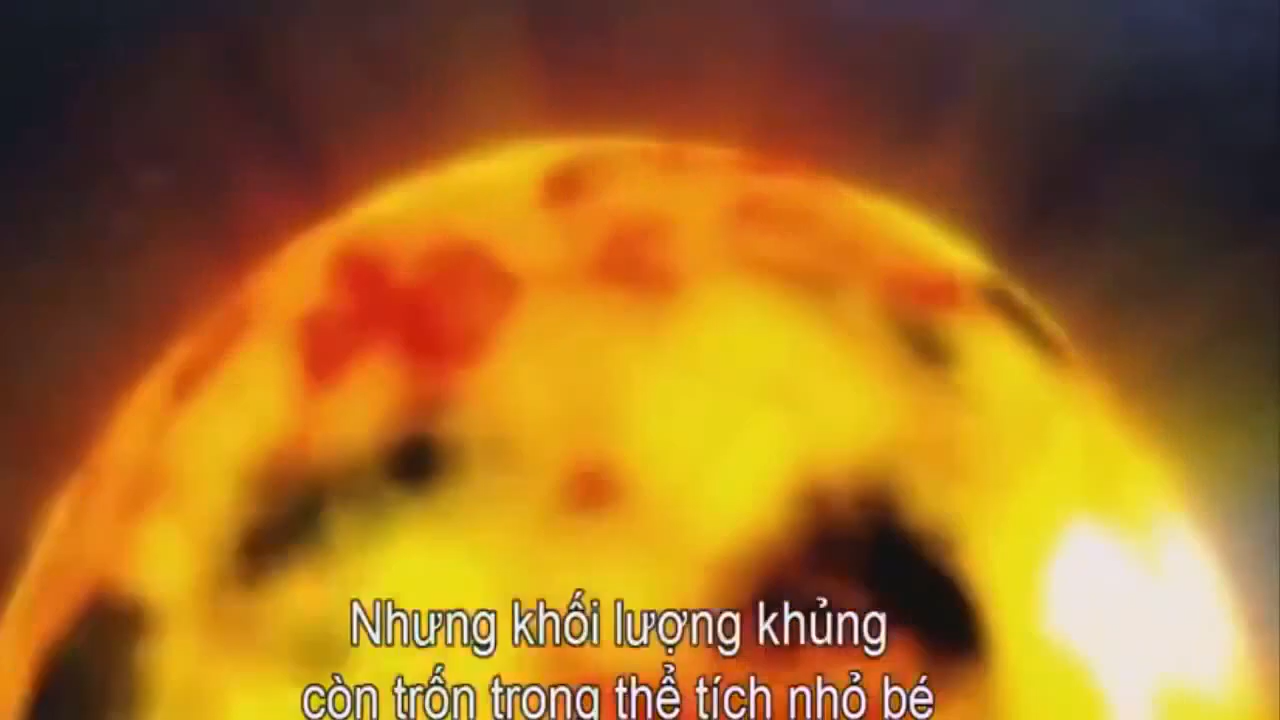 Nhưng khối lượng khủng
còn trốn trong thể tích nhỏ bé